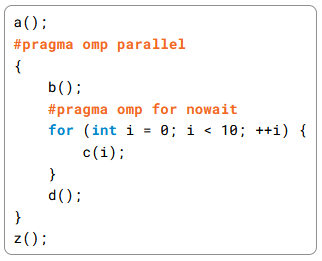 a();
#pragma omp parallel
{
    b();
    #pragma omp for nowait
    for (int i = 0; i < 10; ++i) {
        c(i);
    }
    d();
}
z();